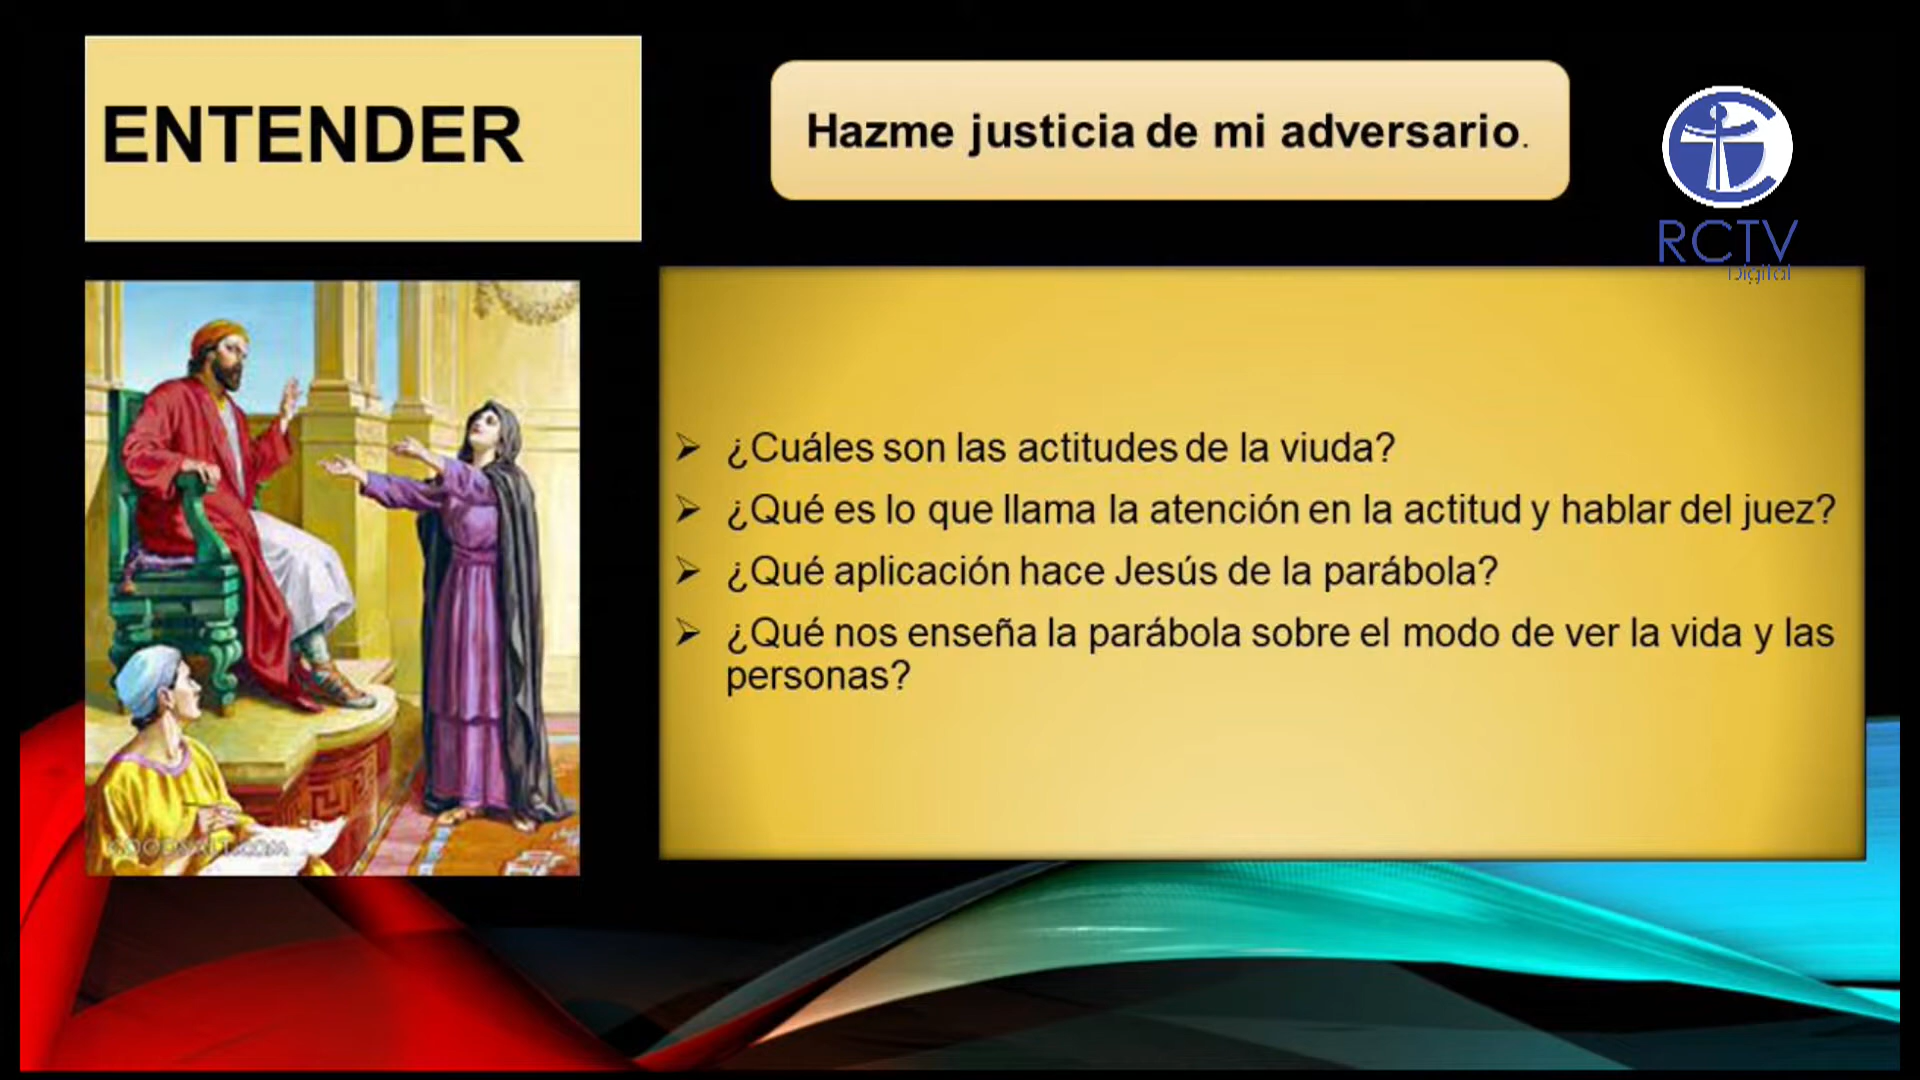 ENTENDER
Hazme justicia de mi adversario.
RCTV
Digital
➢ ¿Cuáles son las actitudes de la viuda?
➢ ¿Qué es lo que llama la atención en la actitud y hablar del juez?
➢ ¿Qué aplicación hace Jesús de la parábola?
➢ ¿Qué nos enseña la parábola sobre el modo de ver la vida y las
personas?